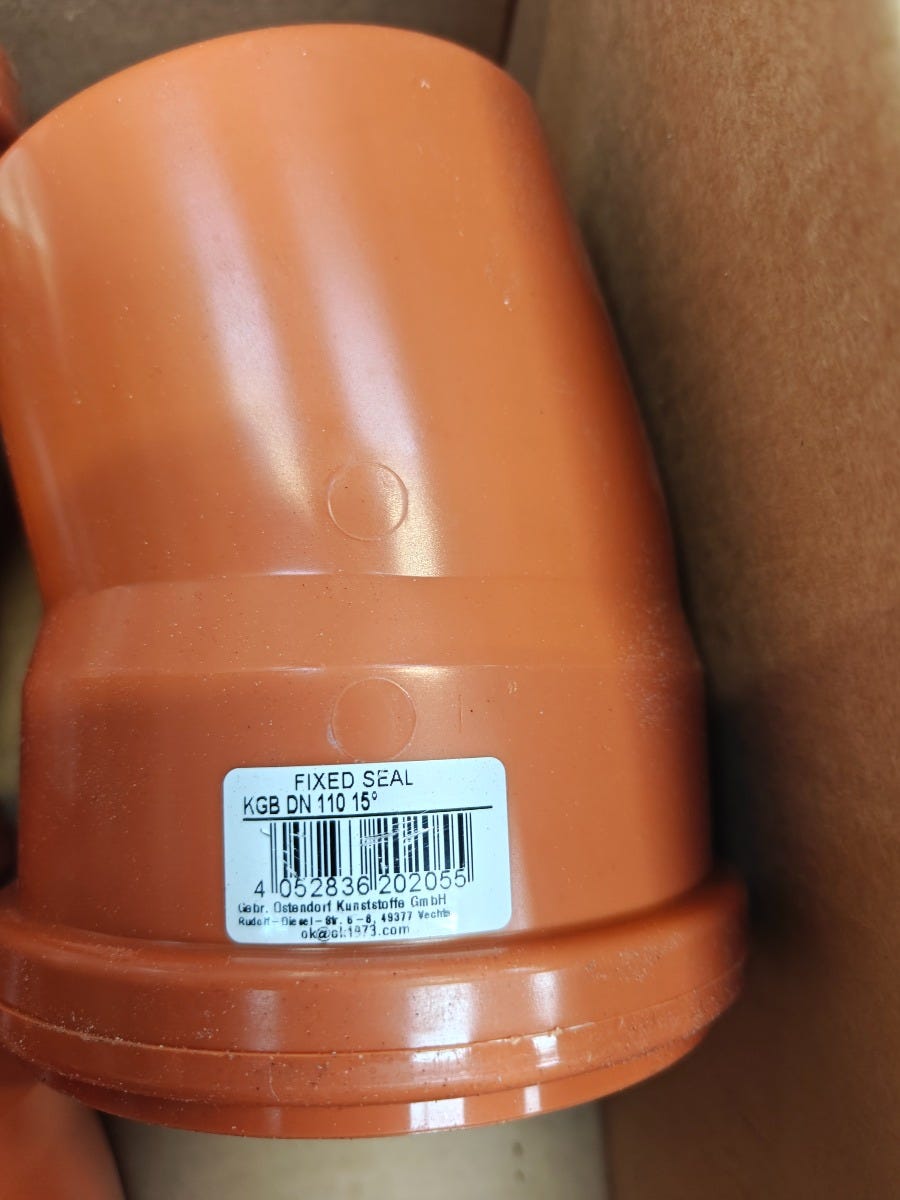 FIXED SEAL
KGB DN 110 15°
4 052836 202055
Gebr. Ostendorf Kunststoffe GmbH
Rudolf-Diesel-Str. 6-8, 49377 Vechta
ok@ok1973.com